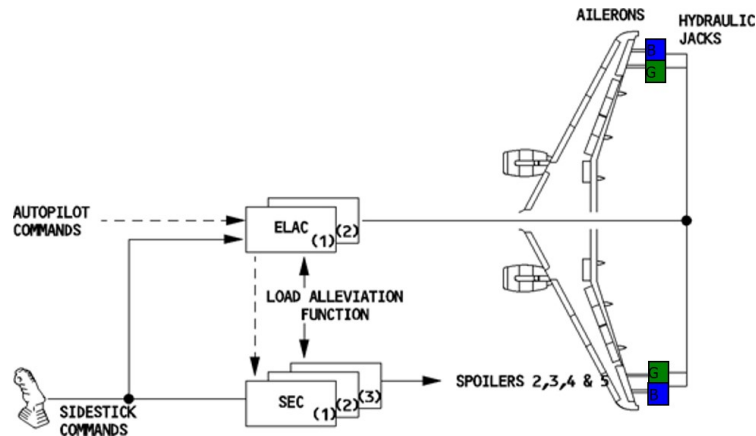 AILERONS
HYDRAULIC
JACKS
B
G
AUTOPILOT
COMMANDS
ELAC
(1)
(2)
LOAD ALLEVIATION
FUNCTION
SEC
(1)
(2)
(3)
SPOILERS 2,3,4 & 5
G
B
SIDESTICK
COMMANDS